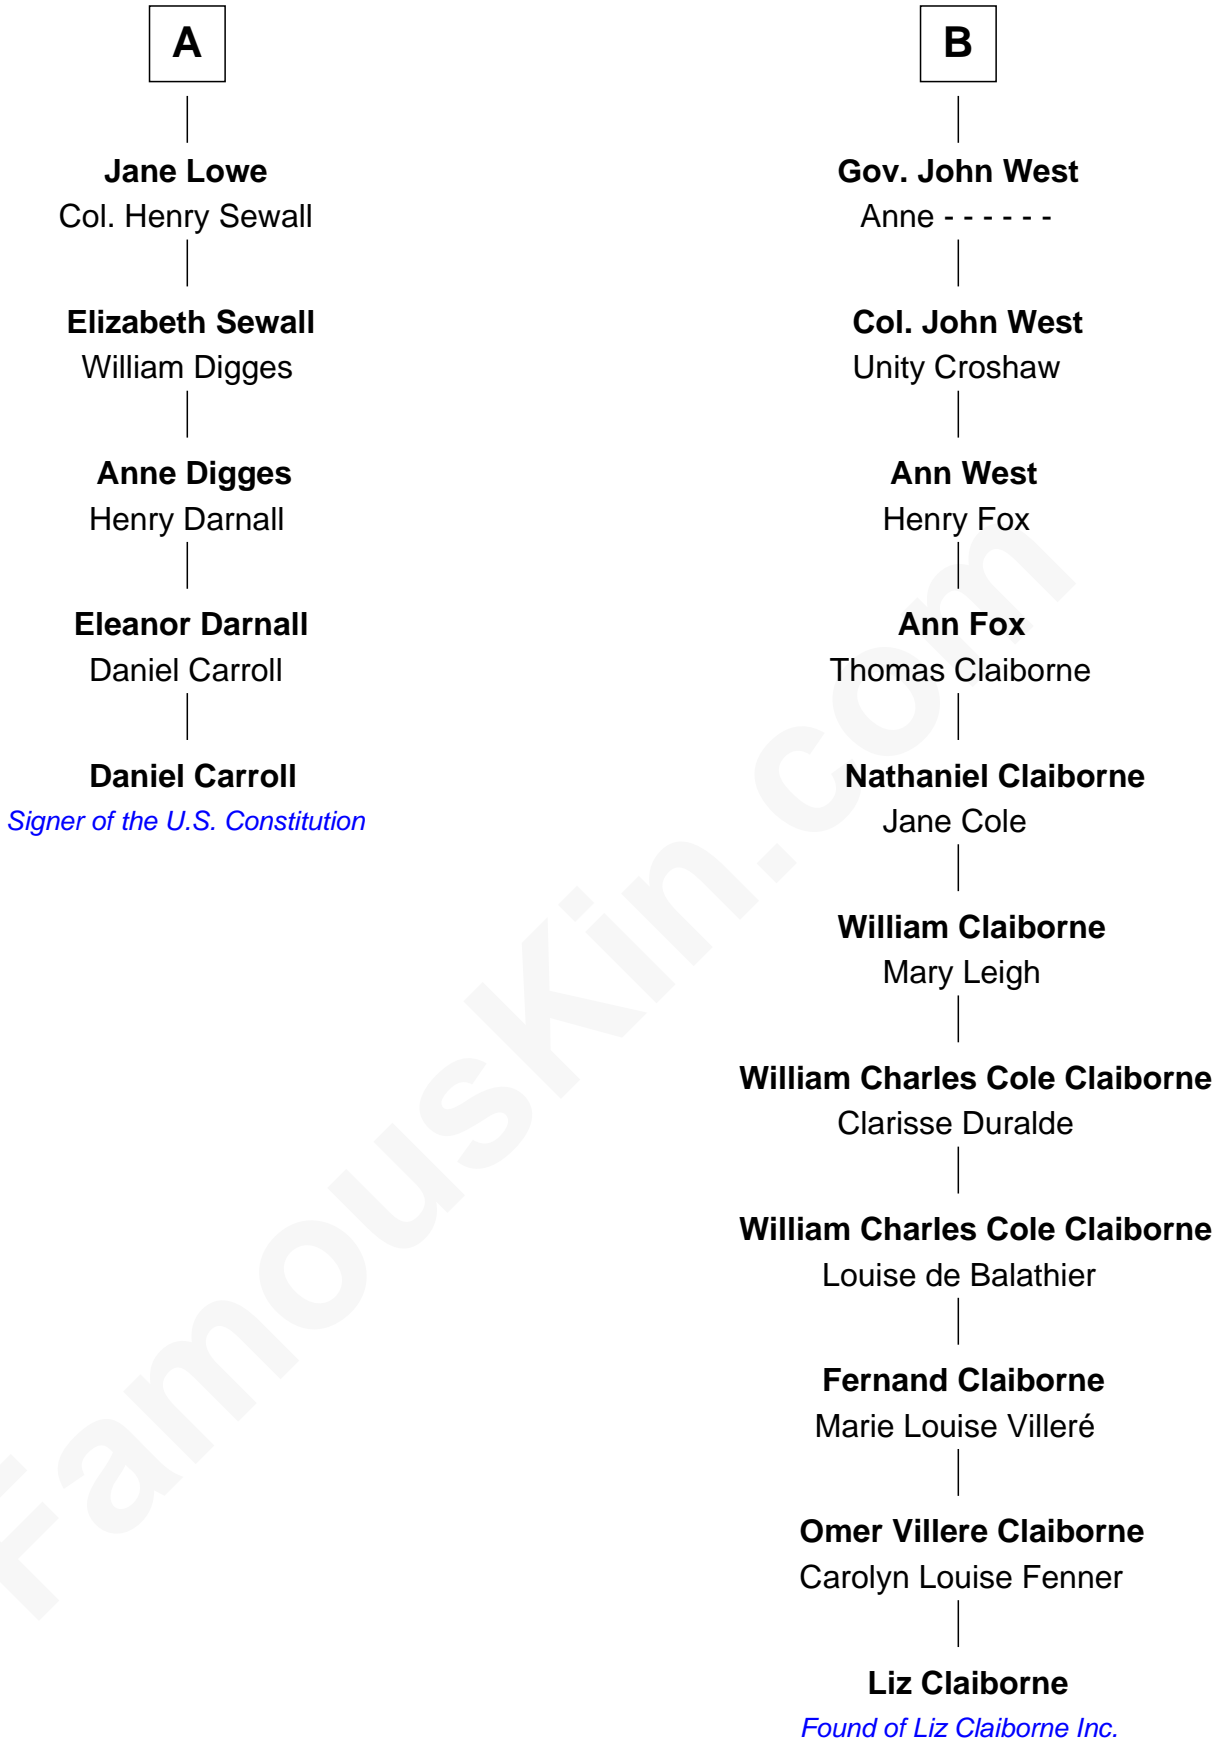 A
Jane Lowe
Col. Henry Sewall
Elizabeth Sewall
William Digges
Anne Digges
Henry Darnall
Eleanor Darnall
Daniel Carroll
Daniel Carroll
Signer of the U.S. Constitution
B
Gov. John West
Anne - - - - - -
Col. John West
Unity Croshaw
Ann West
Henry Fox
Ann Fox
Thomas Claiborne
Nathaniel Claiborne
Jane Cole
William Claiborne
Mary Leigh
William Charles Cole Claiborne
Clarisse Duralde
William Charles Cole Claiborne
Louise de Balathier
Fernand Claiborne
Marie Louise Villeré
Omer Villere Claiborne
Carolyn Louise Fenner
Liz Claiborne
Found of Liz Claiborne Inc.
FamousKin.com